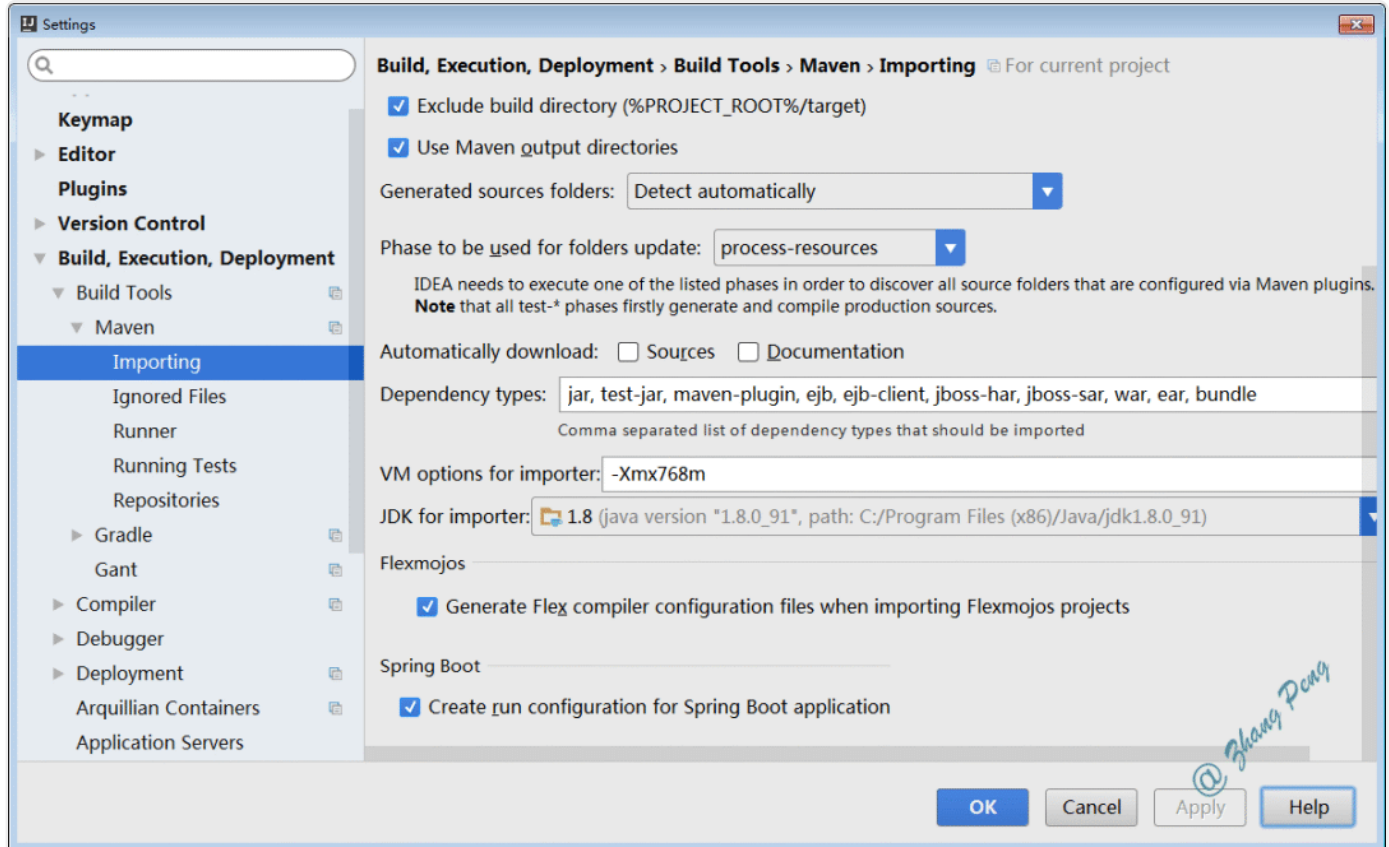 Settings
Build, Execution, Deployment › Build Tools › Maven › Importing For current project
Keymap
Editor
Plugins
Version Control
Build, Execution, Deployment
Build Tools
Maven
Importing
Ignored Files
Runner
Running Tests
Repositories
Gradle
Gant
Compiler
Debugger
Deployment
Arquillian Containers
Application Servers
Exclude build directory (%PROJECT_ROOT%/target)
Use Maven output directories
Generated sources folders: Detect automatically
Phase to be used for folders update: process-resources
IDEA needs to execute one of the listed phases in order to discover all source folders that are configured via Maven plugins.
Note that all test-* phases firstly generate and compile production sources.
Automatically download: Sources Documentation
Dependency types: jar, test-jar, maven-plugin, ejb, ejb-client, jboss-har, jboss-sar, war, ear, bundle
Comma separated list of dependency types that should be imported
VM options for importer: -Xmx768m
JDK for importer: 1.8 (java version "1.8.0_91", path: C:/Program Files (x86)/Java/jdk1.8.0_91)
Flexmojos
Generate Flex compiler configuration files when importing Flexmojos projects
Spring Boot
Create run configuration for Spring Boot application
@ Zhang Peng
OK Cancel Apply Help